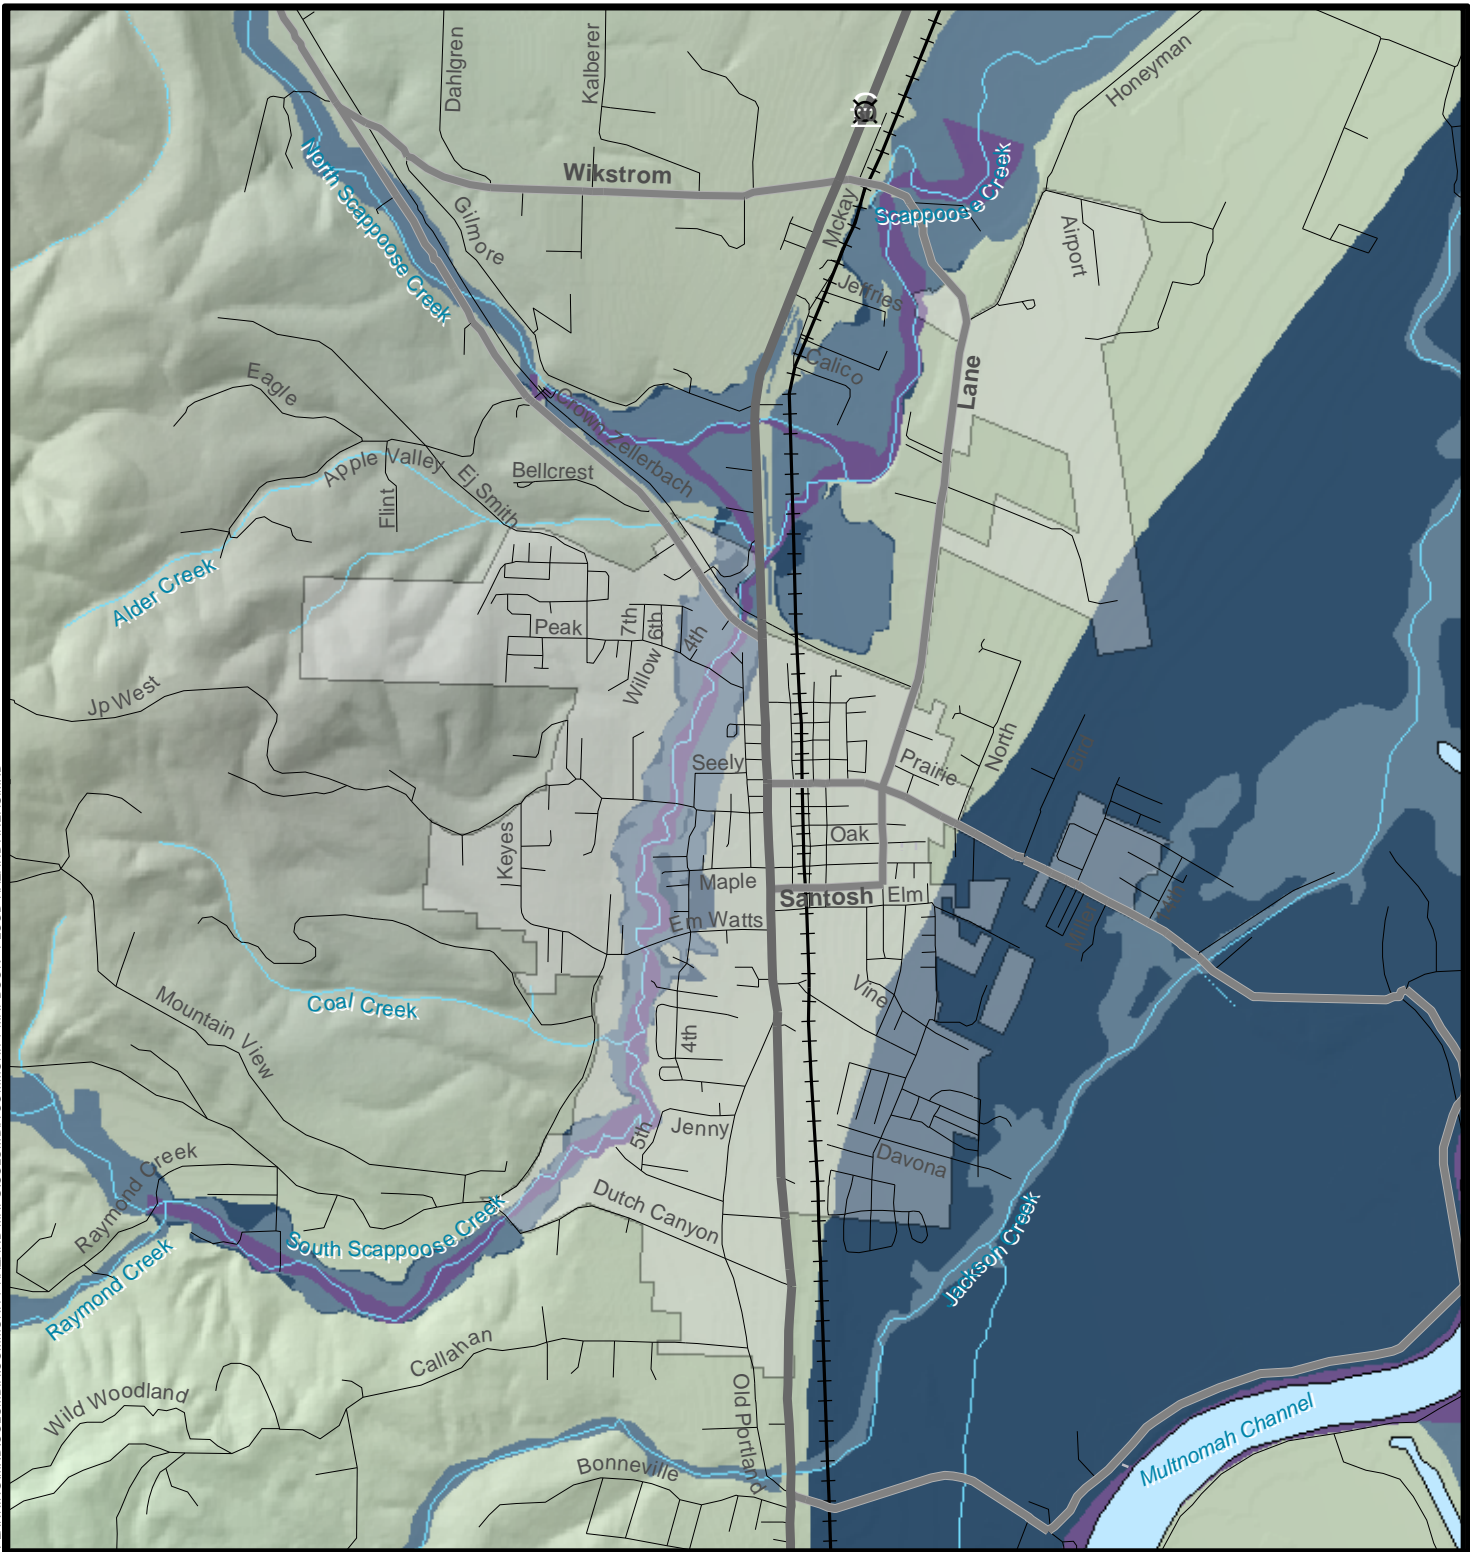 Dahlgren
Kalberer
Honeyman
Wikstrom
North Scappoose Creek
Gilmore
Mckay
Scappoose Creek
Airport
Jeffries
Calico
Lane
Eagle
Crown Zellerbach
Apple Valley
Ej Smith
Bellcrest
Flint
Alder Creek
Peak
7th
6th
4th
Willow
Jp West
Seely
Prairie
North
Bird
Keyes
Oak
Maple
Santosh
Elm
Em Watts
Miller
Coal Creek
Mountain View
Vine
4th
5th
Jenny
Davona
Raymond Creek
Dutch Canyon
South Scappoose Creek
Raymond Creek
Jackson Creek
Callahan
Wild Woodland
Old Portland
Bonneville
Multnomah Channel